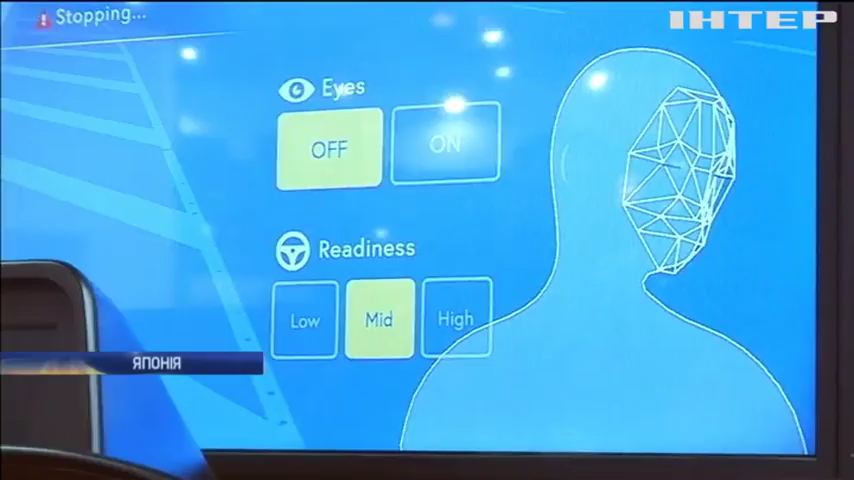 Stopping...
ІНТЕР
Eyes
OFF
ON
Readiness
Low
Mid
High
ЯПОНІЯ